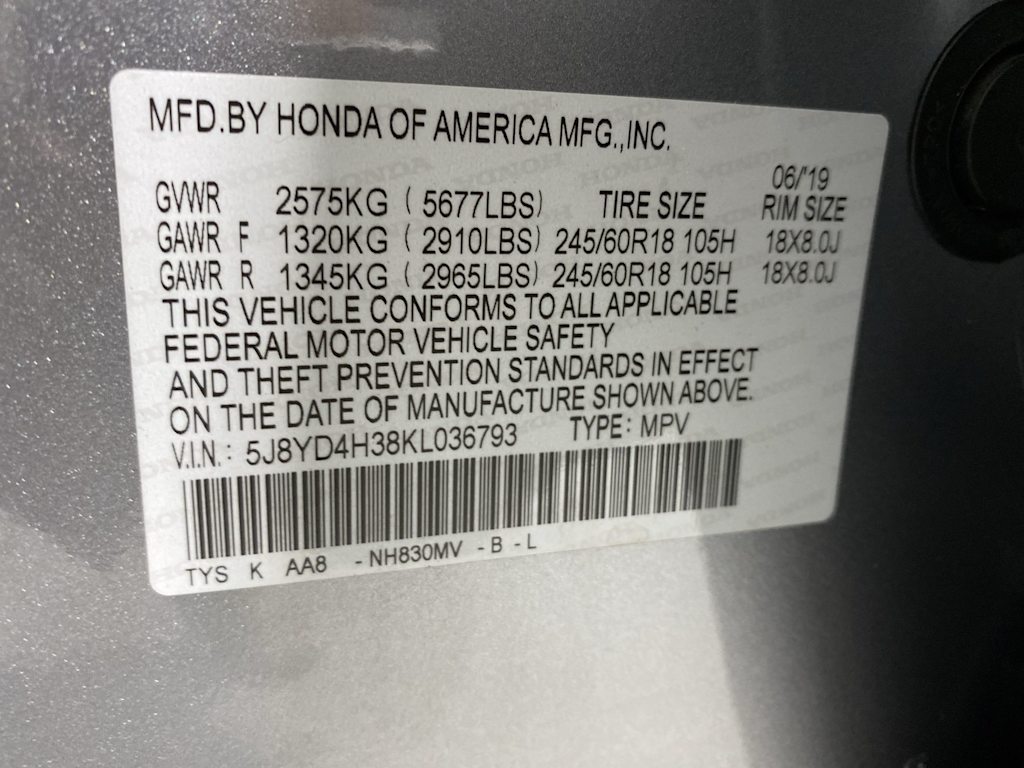 MFD.BY HONDA OF AMERICA MFG.,INC.
06/'19
GVWR 2575KG ( 5677LBS) TIRE SIZE RIM SIZE
GAWR F 1320KG ( 2910LBS) 245/60R18 105H 18X8.0J
GAWR R 1345KG ( 2965LBS) 245/60R18 105H 18X8.0J
THIS VEHICLE CONFORMS TO ALL APPLICABLE
FEDERAL MOTOR VEHICLE SAFETY
AND THEFT PREVENTION STANDARDS IN EFFECT
ON THE DATE OF MANUFACTURE SHOWN ABOVE.
V.I.N.: 5J8YD4H38KL036793 TYPE: MPV
TYS K AA8 -NH830MV -B -L